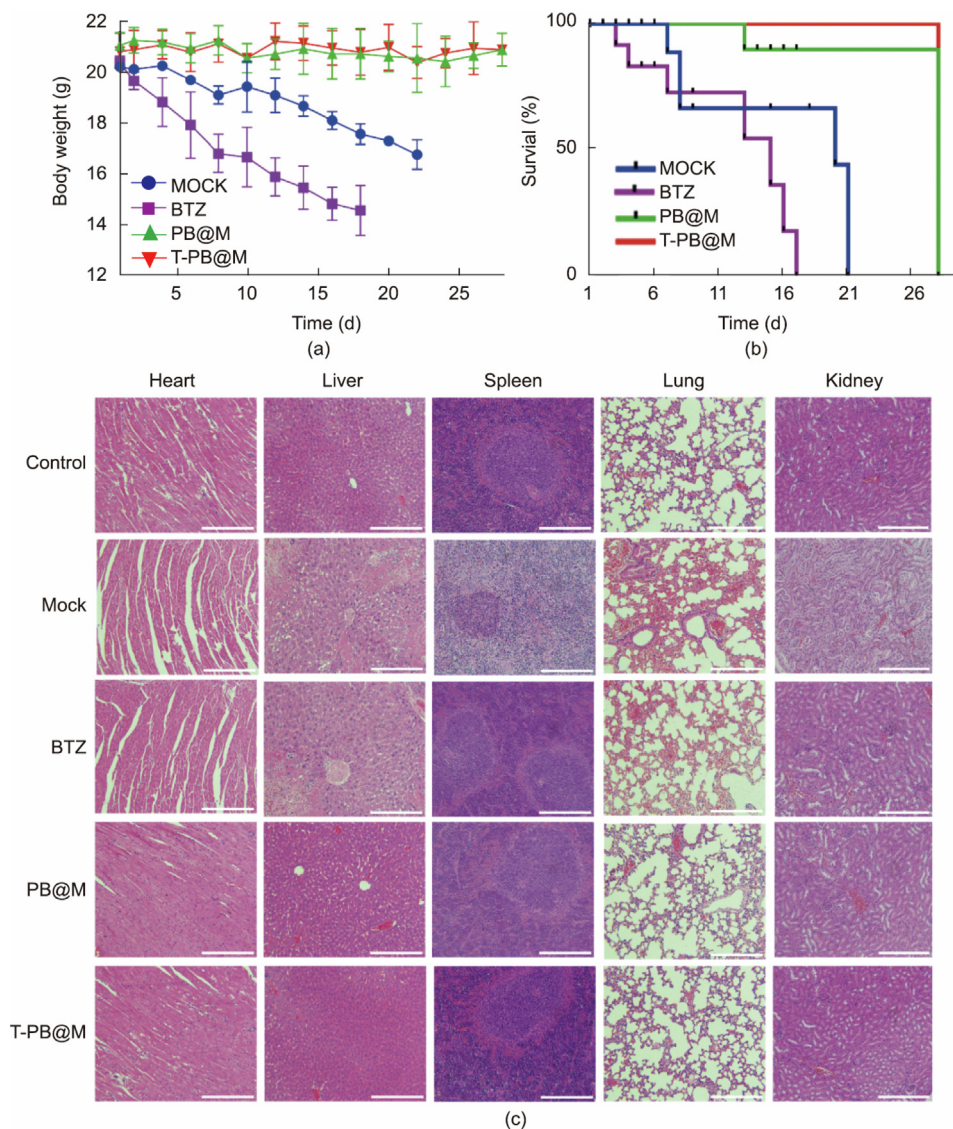 22
21
20
18
16
14
12
Body weight (g)
MOCK
BTZ
PB@M
T-PB@M
5 10 15 20 25
Time (d)
(a)
100
50
0
Survial (%)
MOCK
BTZ
PB@M
T-PB@M
1 6 11 16 21 26
Time (d)
(b)
Heart Liver Spleen Lung Kidney
Control
Mock
BTZ
PB@M
T-PB@M
(c)